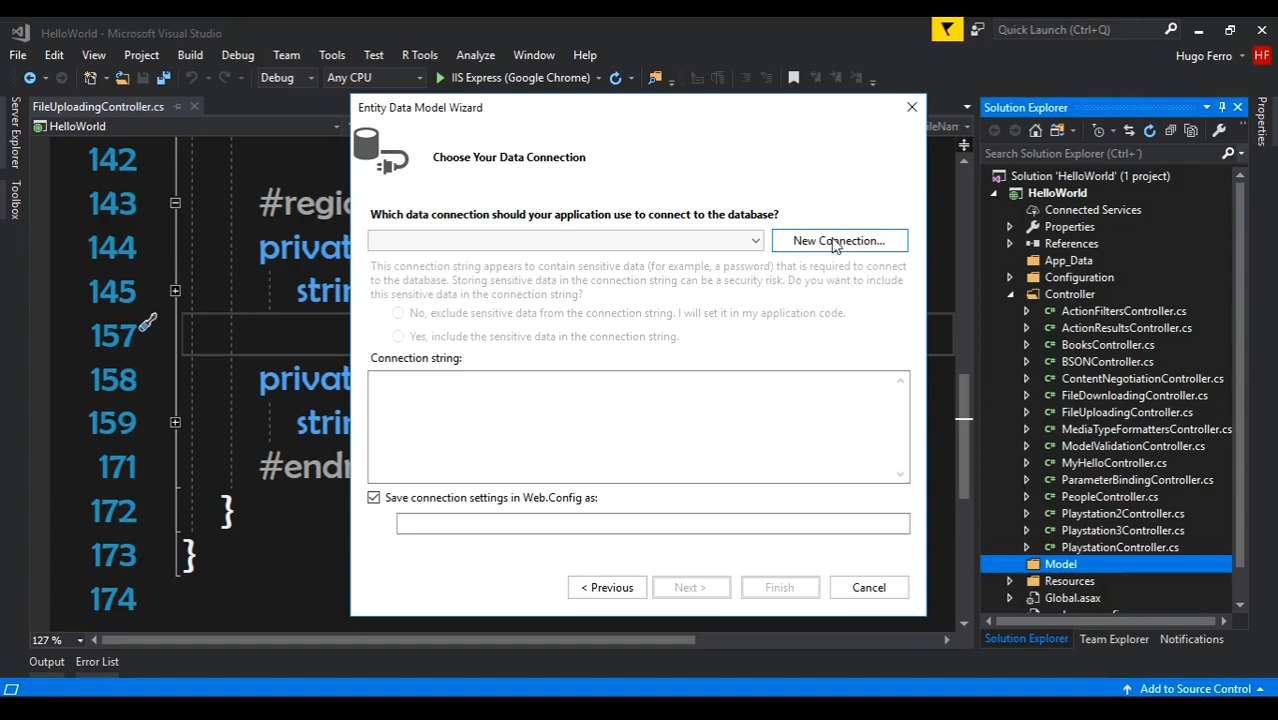 HelloWorld - Microsoft Visual Studio
Quick Launch (Ctrl+Q)
File Edit View Project Build Debug Team Tools Test R Tools Analyze Window Help
Hugo Ferro HF
Debug Any CPU IIS Express (Google Chrome)
Server Explorer
Toolbox
FileUploadingController.cs
HelloWorld
Entity Data Model Wizard
Choose Your Data Connection
Which data connection should your application use to connect to the database?
New Connection...
This connection string appears to contain sensitive data (for example, a password) that is required to connect
to the database. Storing sensitive data in the connection string can be a security risk. Do you want to include
this sensitive data in the connection string?
No, exclude sensitive data from the connection string. I will set it in my application code.
Yes, include the sensitive data in the connection string.
Connection string:
Save connection settings in Web.Config as:
< Previous Next > Finish Cancel
142
143 #regi
144 privat
145 strin
157
158 privat
159 strin
171 #endr
172 }
173 }
174
127 %
Output Error List
Solution Explorer
Search Solution Explorer (Ctrl+´)
Solution 'HelloWorld' (1 project)
HelloWorld
Connected Services
Properties
References
App_Data
Configuration
Controller
ActionFiltersController.cs
ActionResultsController.cs
BooksController.cs
BSONController.cs
ContentNegotiationController.cs
FileDownloadingController.cs
FileUploadingController.cs
MediaTypeFormattersController.cs
ModelValidationController.cs
MyHelloController.cs
ParameterBindingController.cs
PeopleController.cs
Playstation2Controller.cs
Playstation3Controller.cs
PlaystationController.cs
Model
Resources
Global.asax
Solution Explorer Team Explorer Notifications
Properties
Add to Source Control